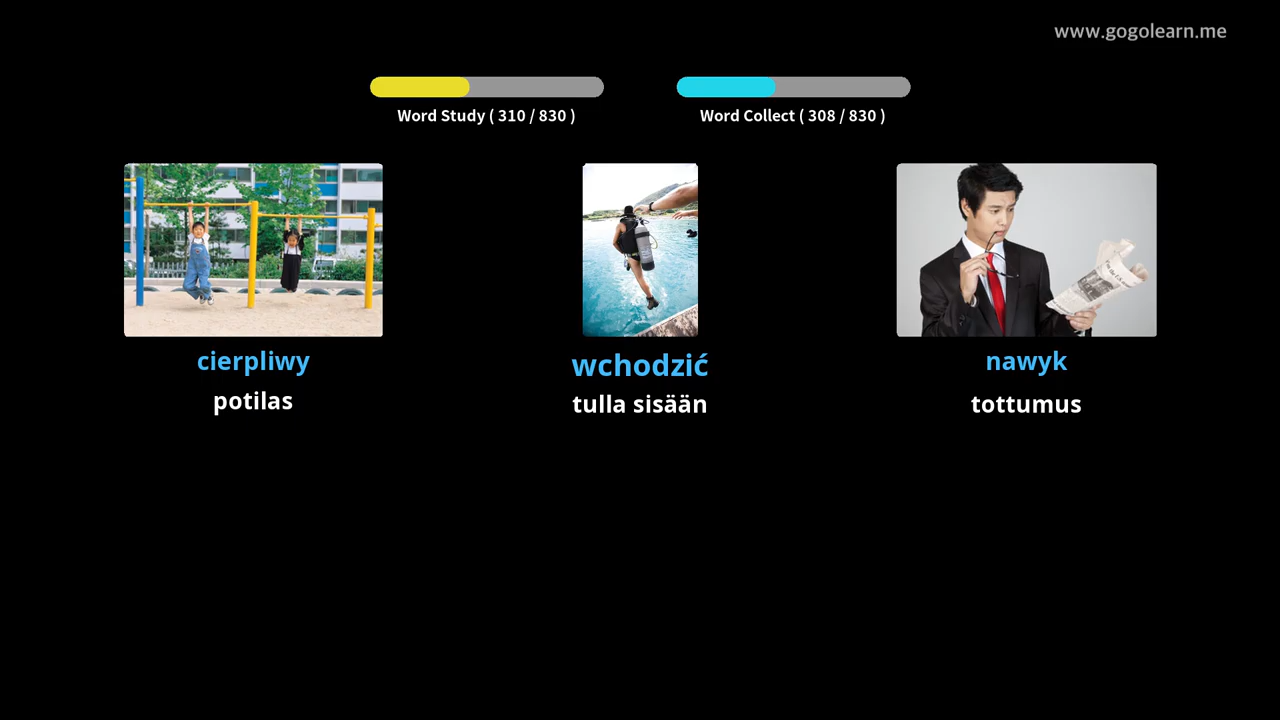 www.gogolearn.me
Word Study ( 310 / 830 )
Word Collect ( 308 / 830 )
cierpliwy
potilas
wchodzić
tulla sisään
nawyk
tottumus